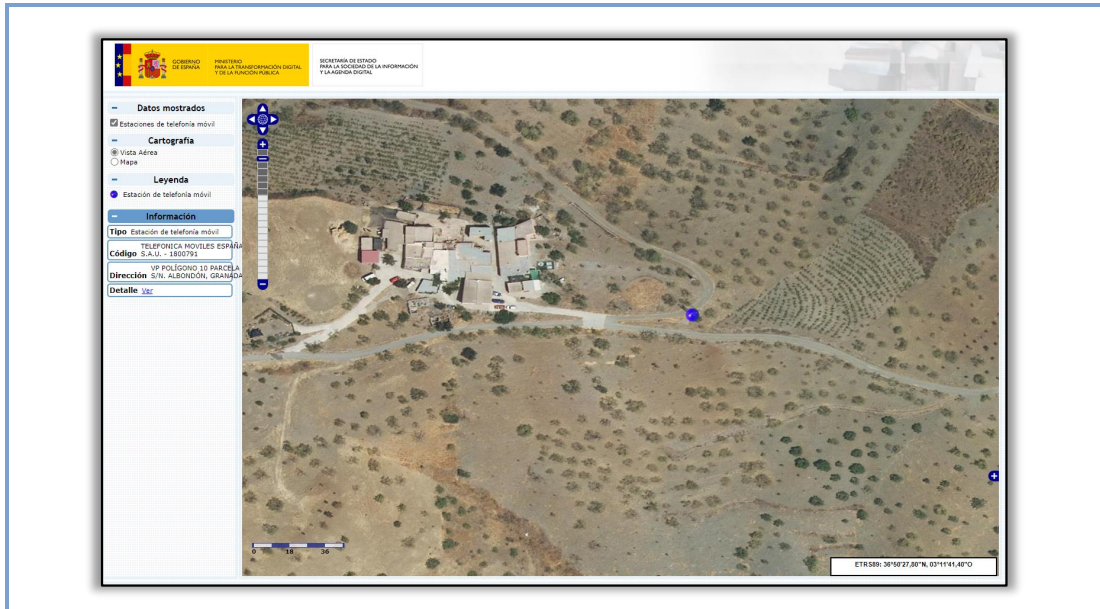 GOBIERNO
DE ESPAÑA
MINISTERIO
PARA LA TRANSFORMACIÓN DIGITAL
Y DE LA FUNCIÓN PÚBLICA
SECRETARÍA DE ESTADO
PARA LA SOCIEDAD DE LA INFORMACIÓN
Y LA AGENDA DIGITAL
Datos mostrados
Estaciones de telefonía móvil
Cartografía
Vista Aérea
Mapa
Leyenda
Estación de telefonía móvil
Información
Tipo Estación de telefonía móvil
TELEFONICA MOVILES ESPAÑA
Código S.A.U. - 1800791
VP POLÍGONO 10 PARCELA
Dirección S/N. ALBONDÓN, GRANADA
Detalle Ver
0 18 36
ETRS89: 36°50'27,80"N, 03°11'41,40"O